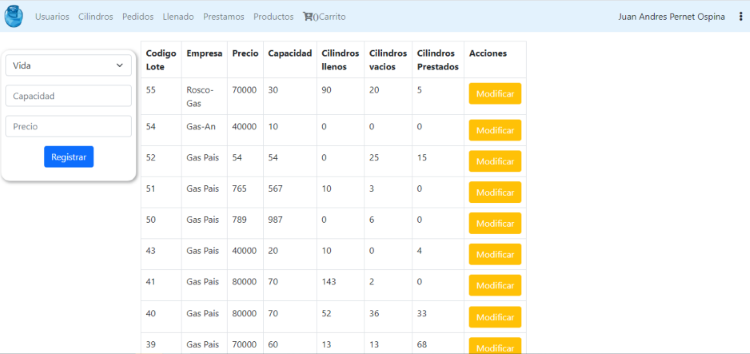 Usuarios Cilindros Pedidos Llenado Prestamos Productos (0)Carrito Juan Andres Pernet Ospina
Vida
Capacidad
Precio
Registrar
Codigo Lote Empresa Precio Capacidad Cilindros llenos Cilindros vacios Cilindros Prestados Acciones
55 Rosco-Gas 70000 30 90 20 5 Modificar
54 Gas-An 40000 10 0 0 0 Modificar
52 Gas Pais 54 54 0 25 15 Modificar
51 Gas Pais 765 567 10 3 0 Modificar
50 Gas Pais 789 987 0 6 0 Modificar
43 Gas Pais 40000 20 10 0 4 Modificar
41 Gas Pais 80000 70 143 2 0 Modificar
40 Gas Pais 80000 70 52 36 33 Modificar
39 Gas Pais 70000 60 13 13 68 Modificar